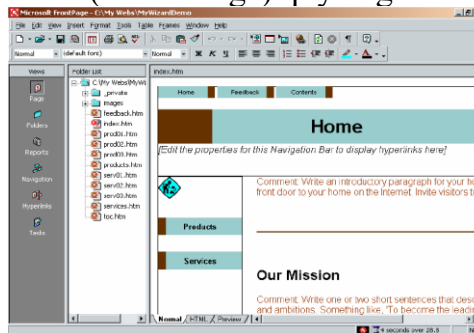 Microsoft FrontPage - C:\My Webs\MyWizardDemo
File Edit View Insert Format Tools Table Frames Window Help
Normal (default font) Normal
Views
Page
Folders
Reports
Navigation
Hyperlinks
Tasks
Folder List
C:\My Webs\MyWi
_private
images
feedback.htm
index.htm
prod01.htm
prod02.htm
prod03.htm
products.htm
serv01.htm
serv02.htm
serv03.htm
services.htm
toc.htm
index.htm
Home Feedback Contents
Home
[Edit the properties for this Navigation Bar to display hyperlinks here]
Comment: Write an introductory paragraph for your ho
front door to your home on the Internet. Invite visitors t
Products
Services
Our Mission
Comment: Write one or two short sentences that des
and ambitions. Something like, 'To become the leade
Normal HTML Preview
4 seconds over 28.8